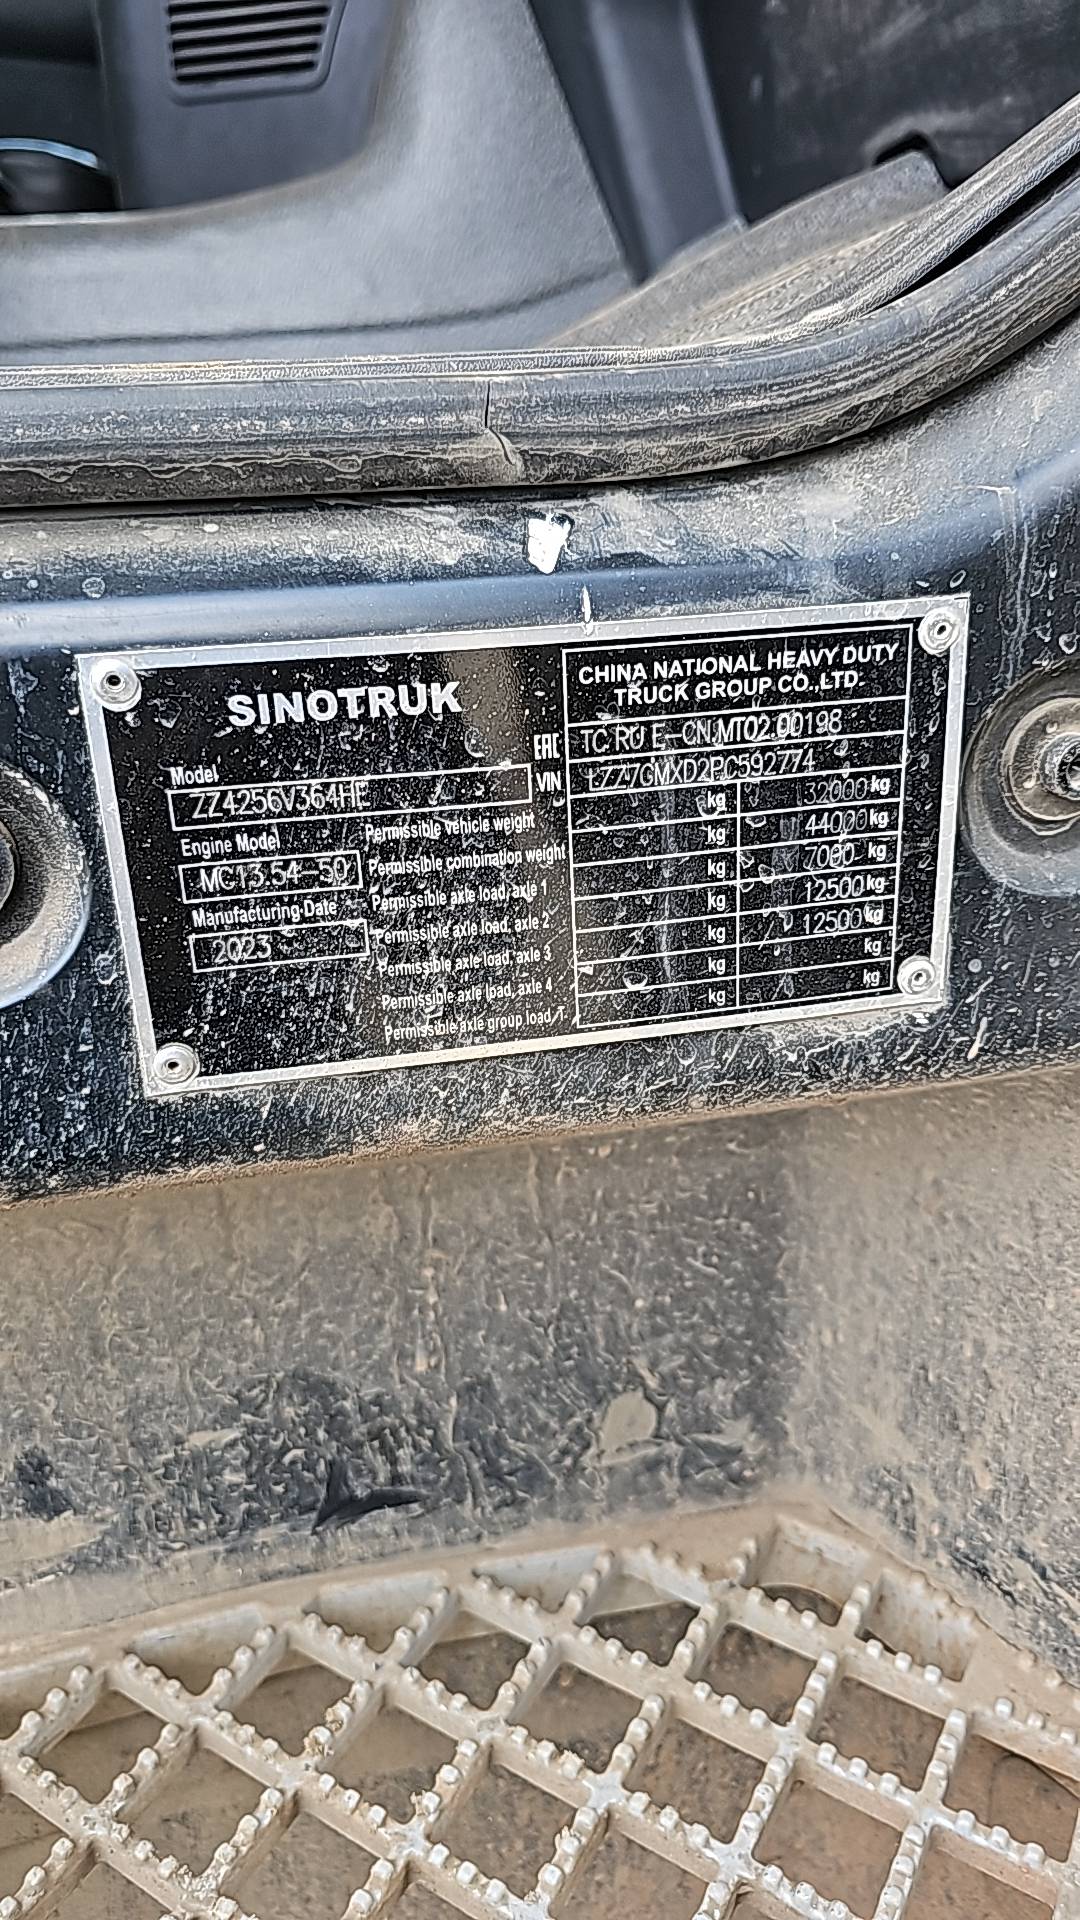 SINOTRUK
CHINA NATIONAL HEAVY DUTY
TRUCK GROUP CO.,LTD.
EAC TC RU E-CN.MT02.00198
VIN LZZ7GMXD2PC592774
Model
ZZ4256V364HE
Engine Model
MC13.54-50
Manufacturing Date
2023
Permissible vehicle weight kg 32000 kg
Permissible combination weight kg 44000 kg
Permissible axle load, axle 1 kg 7000 kg
Permissible axle load, axle 2 kg 12500 kg
Permissible axle load, axle 3 kg 12500 kg
Permissible axle load, axle 4 kg kg
Permissible axle group load, T kg kg